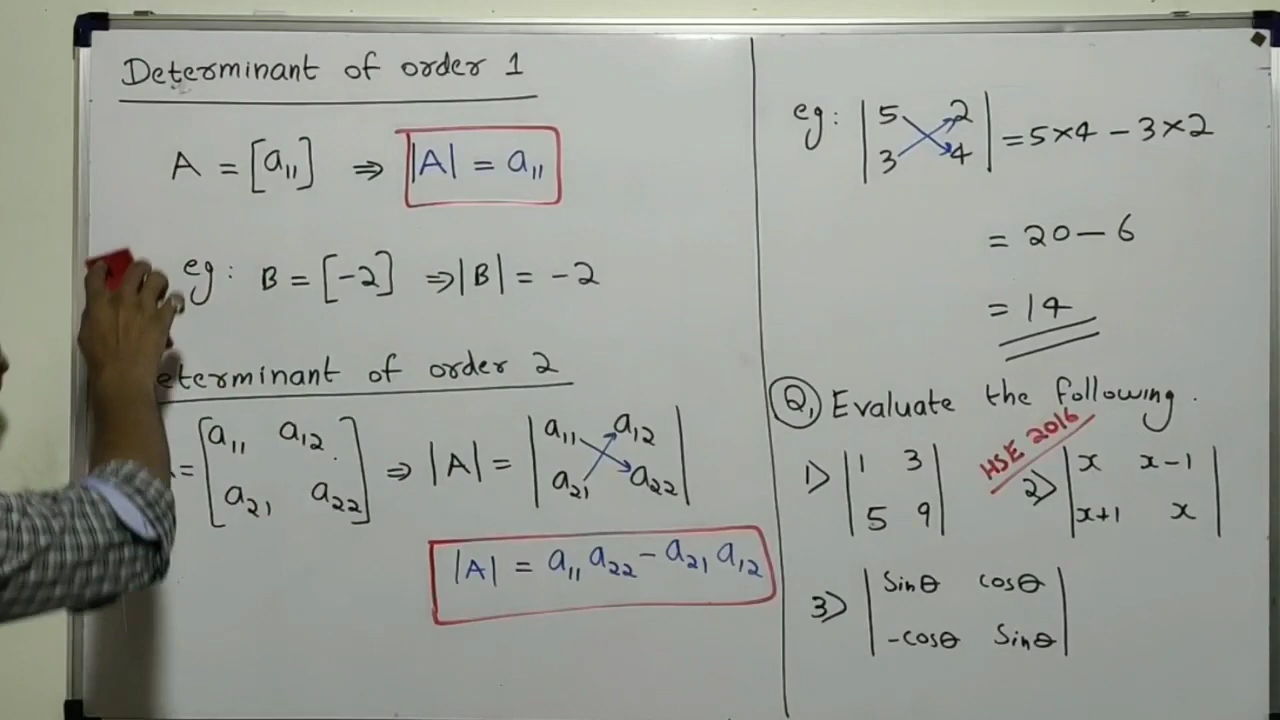 Determinant of order 1
A = [a₁₁] ⇒ |A| = a₁₁
eg: B = [-2] ⇒ |B| = -2
eterminant of order 2
= [a₁₁ a₁₂ ⇒ |A| = |a₁₁ a₁₂|
a₂₁ a₂₂] |a₂₁ a₂₂|
|A| = a₁₁ a₂₂ - a₂₁ a₁₂
eg: |5 2| = 5×4 - 3×2
|3 4|
= 20 - 6
= 14
Q, Evaluate the following.
HSE 2016
1) |1 3| 2) |x x-1|
|5 9| |x+1 x|
3) |Sinθ cosθ|
|-cosθ Sinθ|